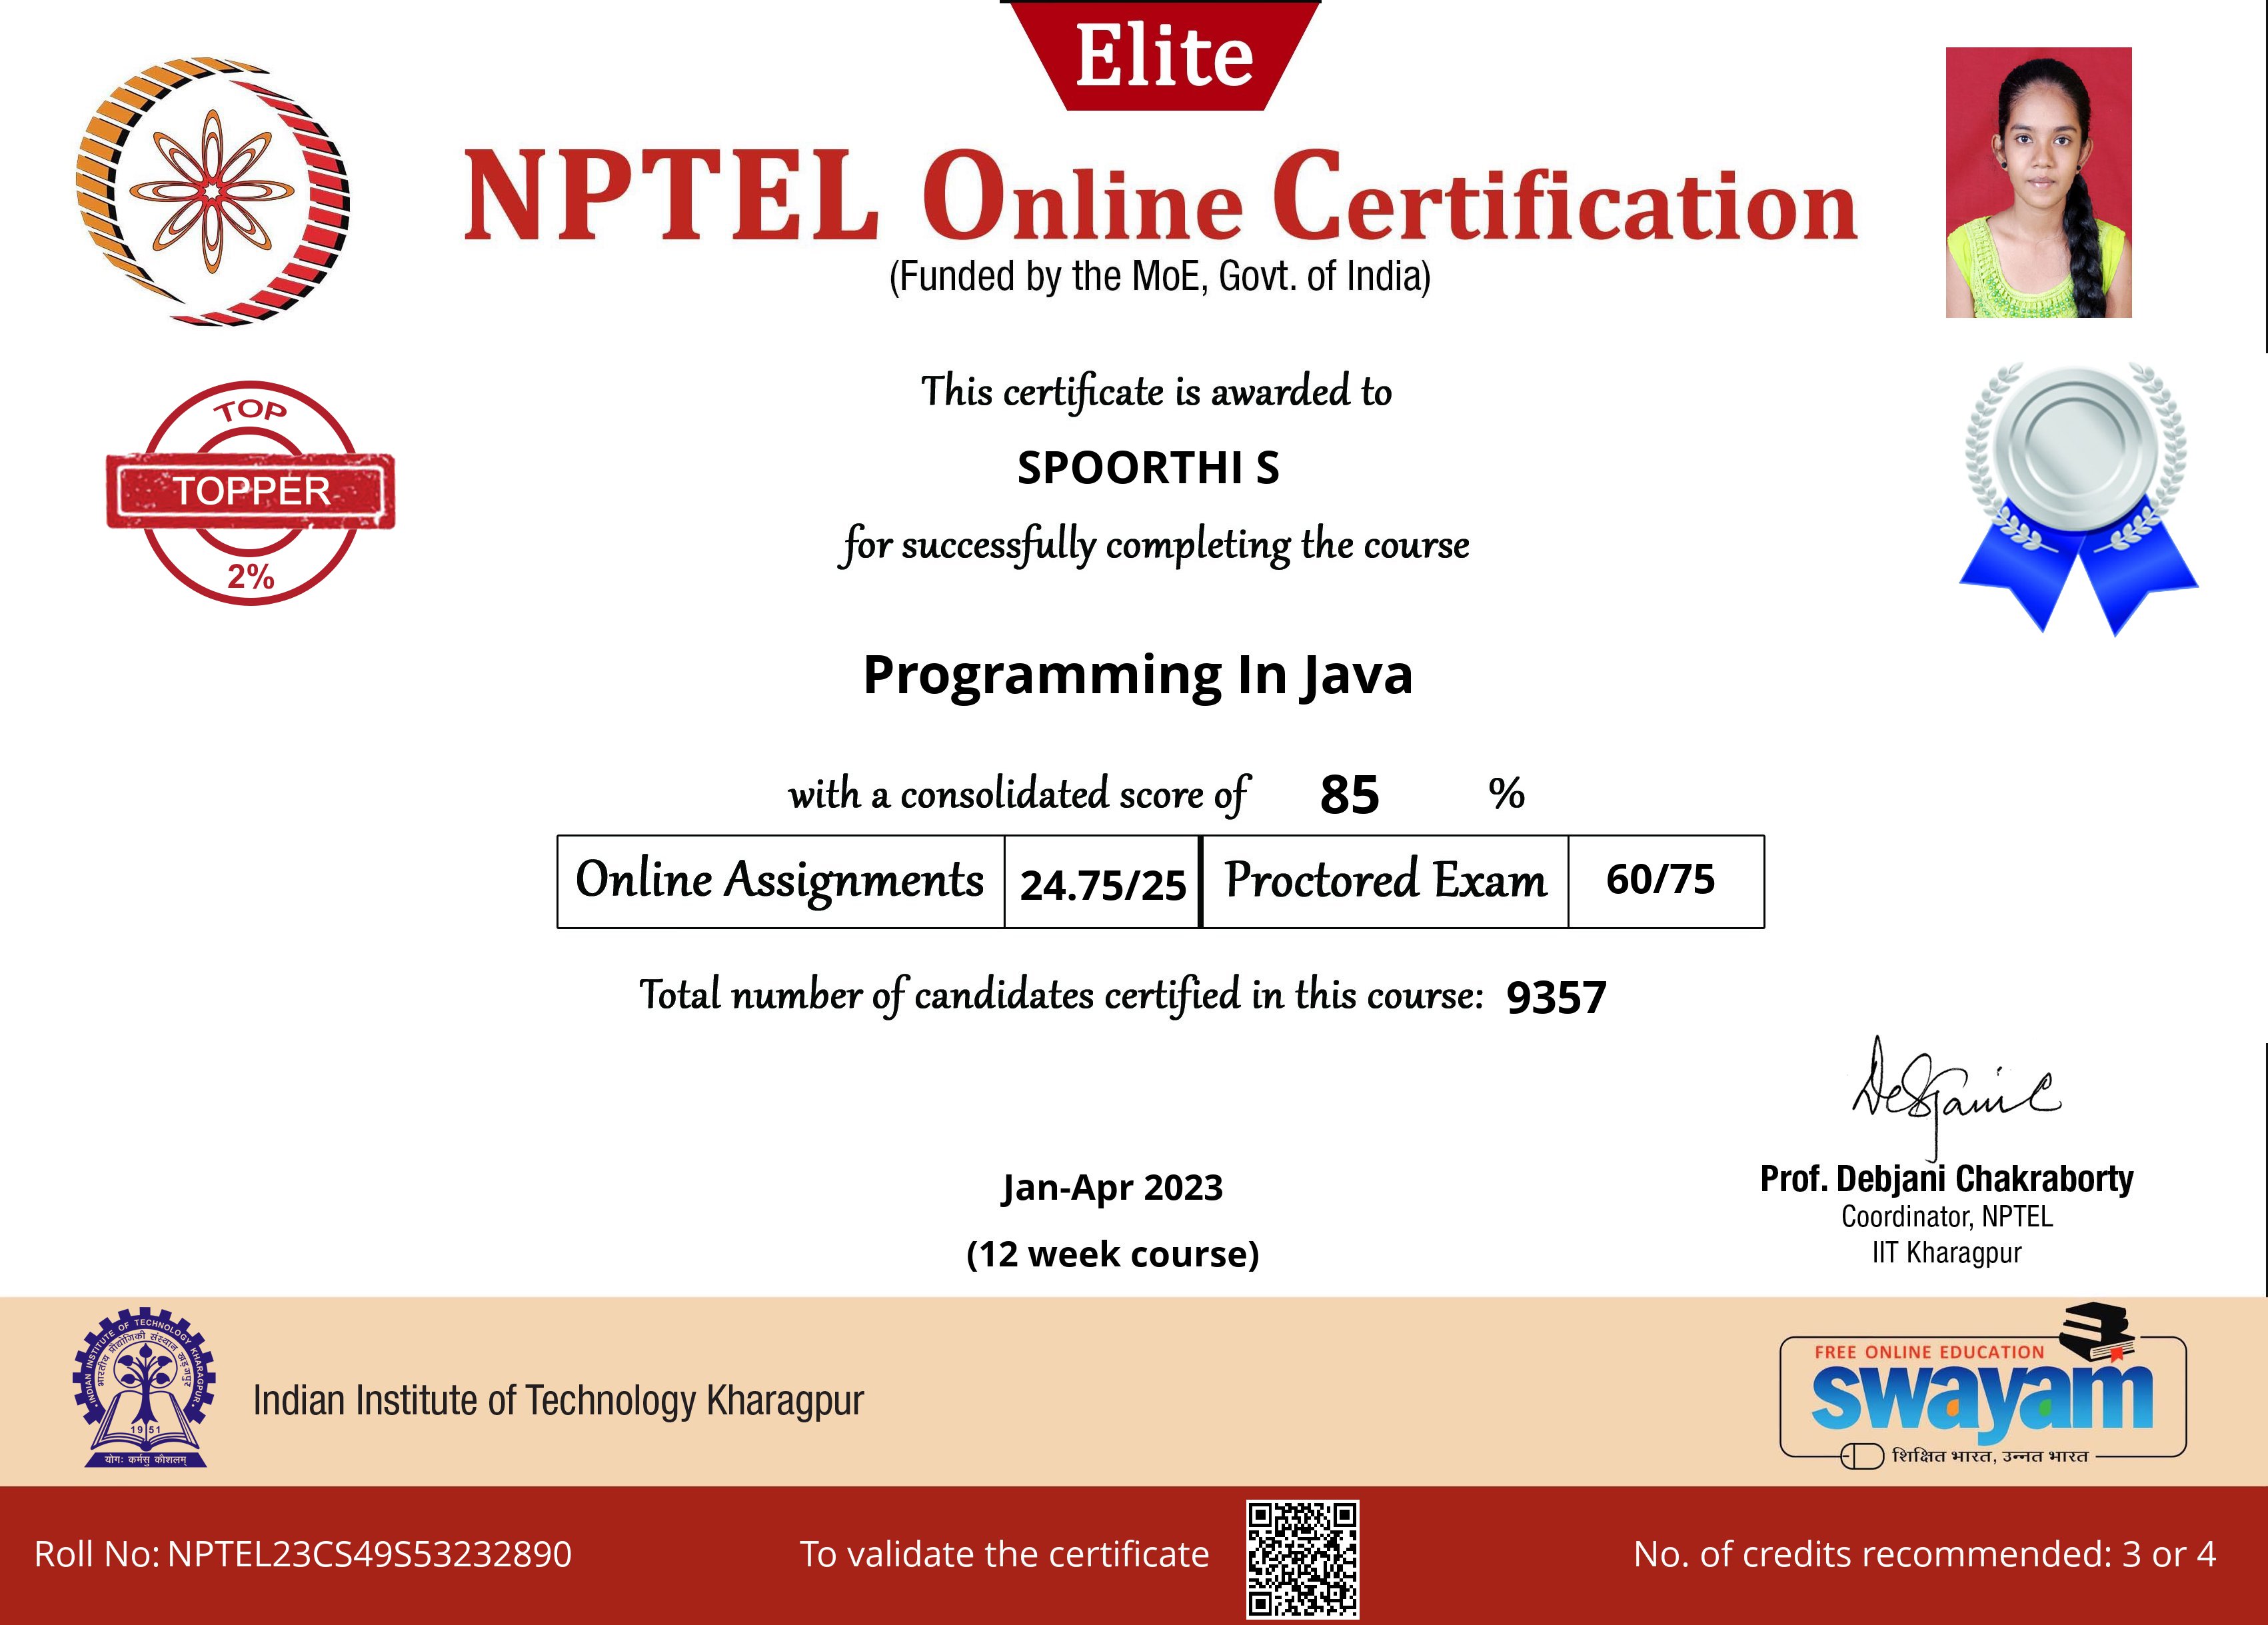 Elite
NPTEL Online Certification
(Funded by the MoE, Govt. of India)
This certificate is awarded to
SPOORTHI S
for successfully completing the course
TOP
TOPPER
2%
Programming In Java
with a consolidated score of 85 %
Online Assignments 24.75/25 Proctored Exam 60/75
Total number of candidates certified in this course: 9357
Prof. Debjani Chakraborty
Coordinator, NPTEL
IIT Kharagpur
Jan-Apr 2023
(12 week course)
INDIAN INSTITUTE OF TECHNOLOGY KHARAGPUR
भारतीय प्रौद्योगिकी संस्थान खड़गपुर
1951
योगः कर्मसु कौशलम्
Indian Institute of Technology Kharagpur
FREE ONLINE EDUCATION
swayam
शिक्षित भारत, उन्नत भारत
Roll No: NPTEL23CS49S53232890
To validate the certificate
No. of credits recommended: 3 or 4